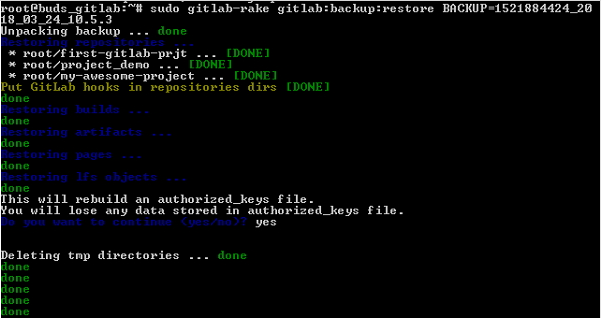 root@buds_gitlab:~# sudo gitlab-rake gitlab:backup:restore BACKUP=1521884424_20
18_03_24_10.5.3
Unpacking backup ... done
Restoring repositories ...
* root/first-gitlab-prjt ... [DONE]
* root/project_demo ... [DONE]
* root/my-awesome-project ... [DONE]
Put GitLab hooks in repositories dirs [DONE]
done
Restoring builds ...
done
Restoring artifacts ...
done
Restoring pages ...
done
Restoring lfs objects ...
done
This will rebuild an authorized_keys file.
You will lose any data stored in authorized_keys file.
Do you want to continue (yes/no)? yes
Deleting tmp directories ... done
done
done
done
done
done